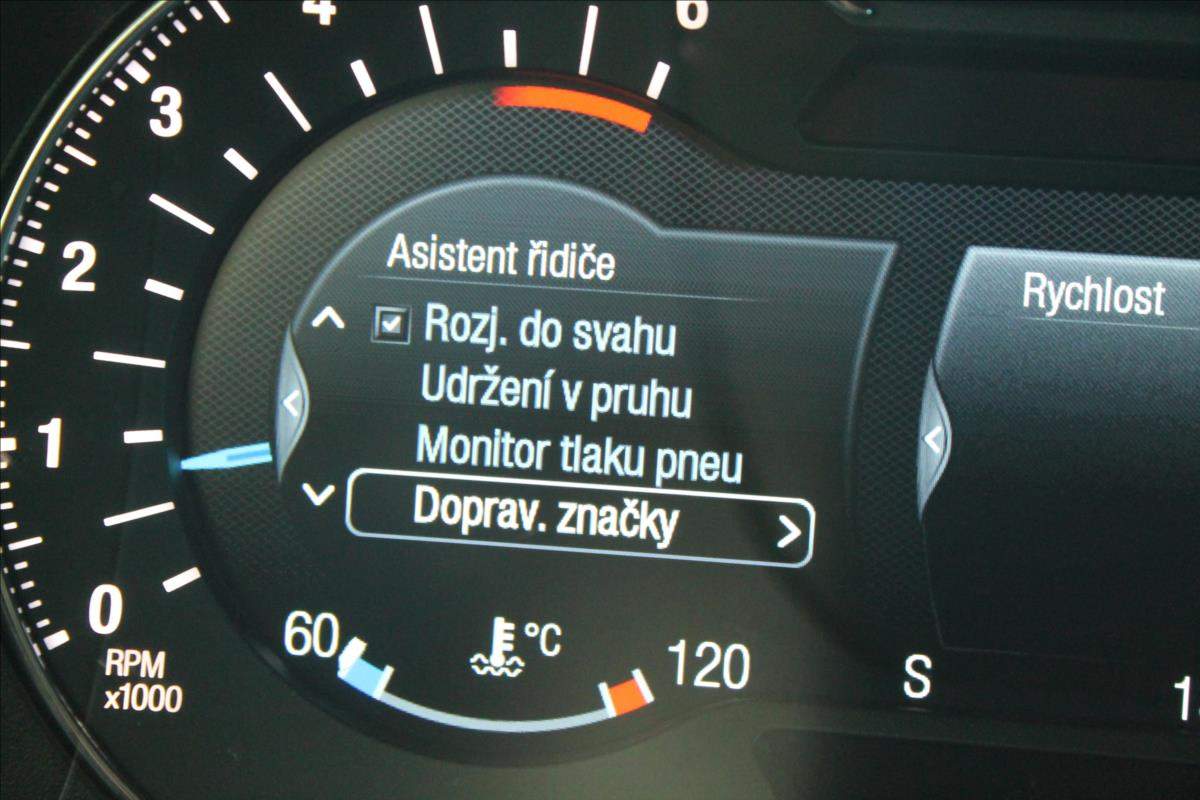 4
6
3
2
1
0
RPM
x1000
Asistent řidiče
Rozj. do svahu
Udržení v pruhu
Monitor tlaku pneu
Doprav. značky
60
°C
120
Rychlost
S